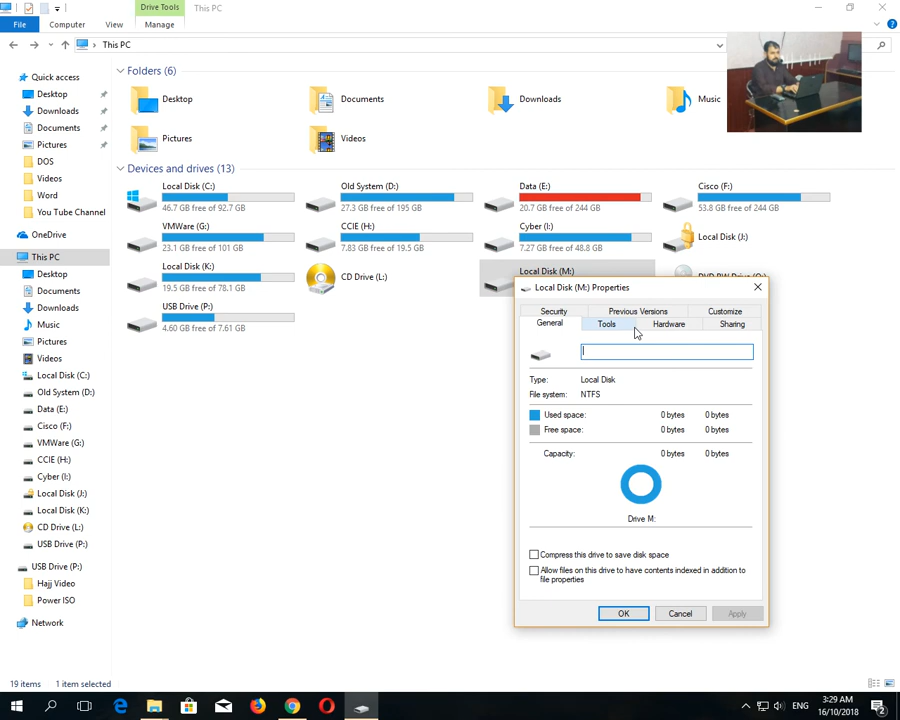 Drive Tools
This PC
File
Computer
View
Manage
This PC
Quick access
Desktop
Downloads
Documents
Pictures
DOS
Videos
Word
You Tube Channel
OneDrive
This PC
Desktop
Documents
Downloads
Music
Pictures
Videos
Local Disk (C:)
Old System (D:)
Data (E:)
Cisco (F:)
VMWare (G:)
CCIE (H:)
Cyber (I:)
Local Disk (J:)
Local Disk (K:)
CD Drive (L:)
USB Drive (P:)
USB Drive (P:)
Hajj Video
Power ISO
Network
Folders (6)
Desktop
Documents
Downloads
Music
Pictures
Videos
Devices and drives (13)
Local Disk (C:)
46.7 GB free of 92.7 GB
Old System (D:)
27.3 GB free of 195 GB
Data (E:)
20.7 GB free of 244 GB
Cisco (F:)
53.8 GB free of 244 GB
VMWare (G:)
23.1 GB free of 101 GB
CCIE (H:)
7.83 GB free of 19.5 GB
Cyber (I:)
7.27 GB free of 48.8 GB
Local Disk (J:)
Local Disk (K:)
19.5 GB free of 78.1 GB
CD Drive (L:)
Local Disk (M:)
USB Drive (P:)
4.60 GB free of 7.61 GB
Local Disk (M:) Properties
Security
Previous Versions
Customize
General
Tools
Hardware
Sharing
Type: Local Disk
File system: NTFS
Used space: 0 bytes 0 bytes
Free space: 0 bytes 0 bytes
Capacity: 0 bytes 0 bytes
Drive M:
Compress this drive to save disk space
Allow files on this drive to have contents indexed in addition to
file properties
OK
Cancel
Apply
19 items
1 item selected
ENG
3:29 AM
16/10/2018
2